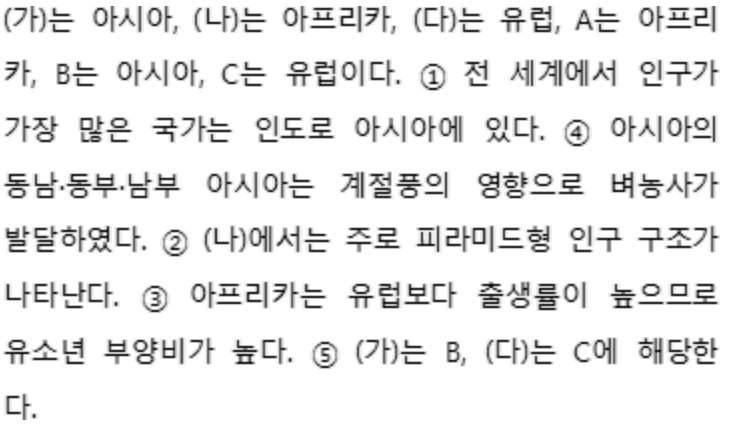 (가)는 아시아, (나)는 아프리카, (다)는 유럽, A는 아프리
카, B는 아시아, C는 유럽이다. ① 전 세계에서 인구가
가장 많은 국가는 인도로 아시아에 있다. ④ 아시아의
동남·동부·남부 아시아는 계절풍의 영향으로 벼농사가
발달하였다. ② (나)에서는 주로 피라미드형 인구 구조가
나타난다. ③ 아프리카는 유럽보다 출생률이 높으므로
유소년 부양비가 높다. ⑤ (가)는 B, (다)는 C에 해당한
다.